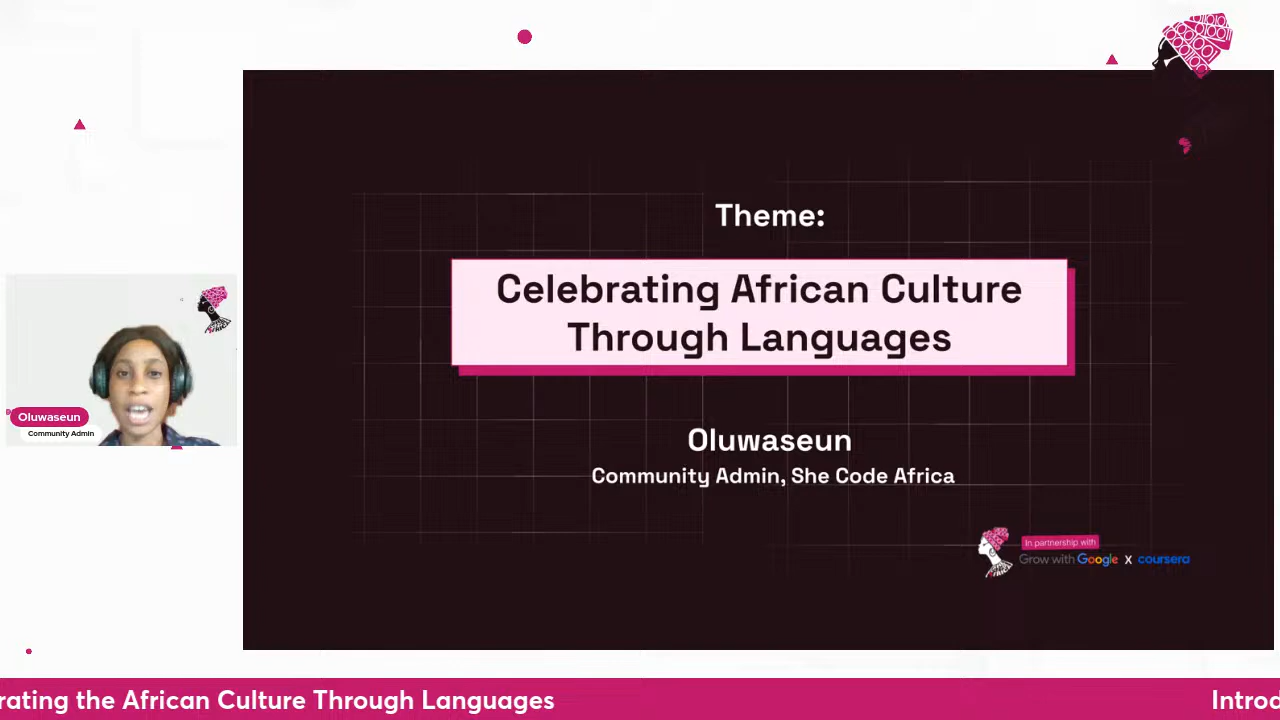 Theme:
Celebrating African Culture
Through Languages
Oluwaseun
Community Admin
Oluwaseun
Community Admin, She Code Africa
In partnership with
Grow with Google X coursera
rating the African Culture Through Languages
Introd